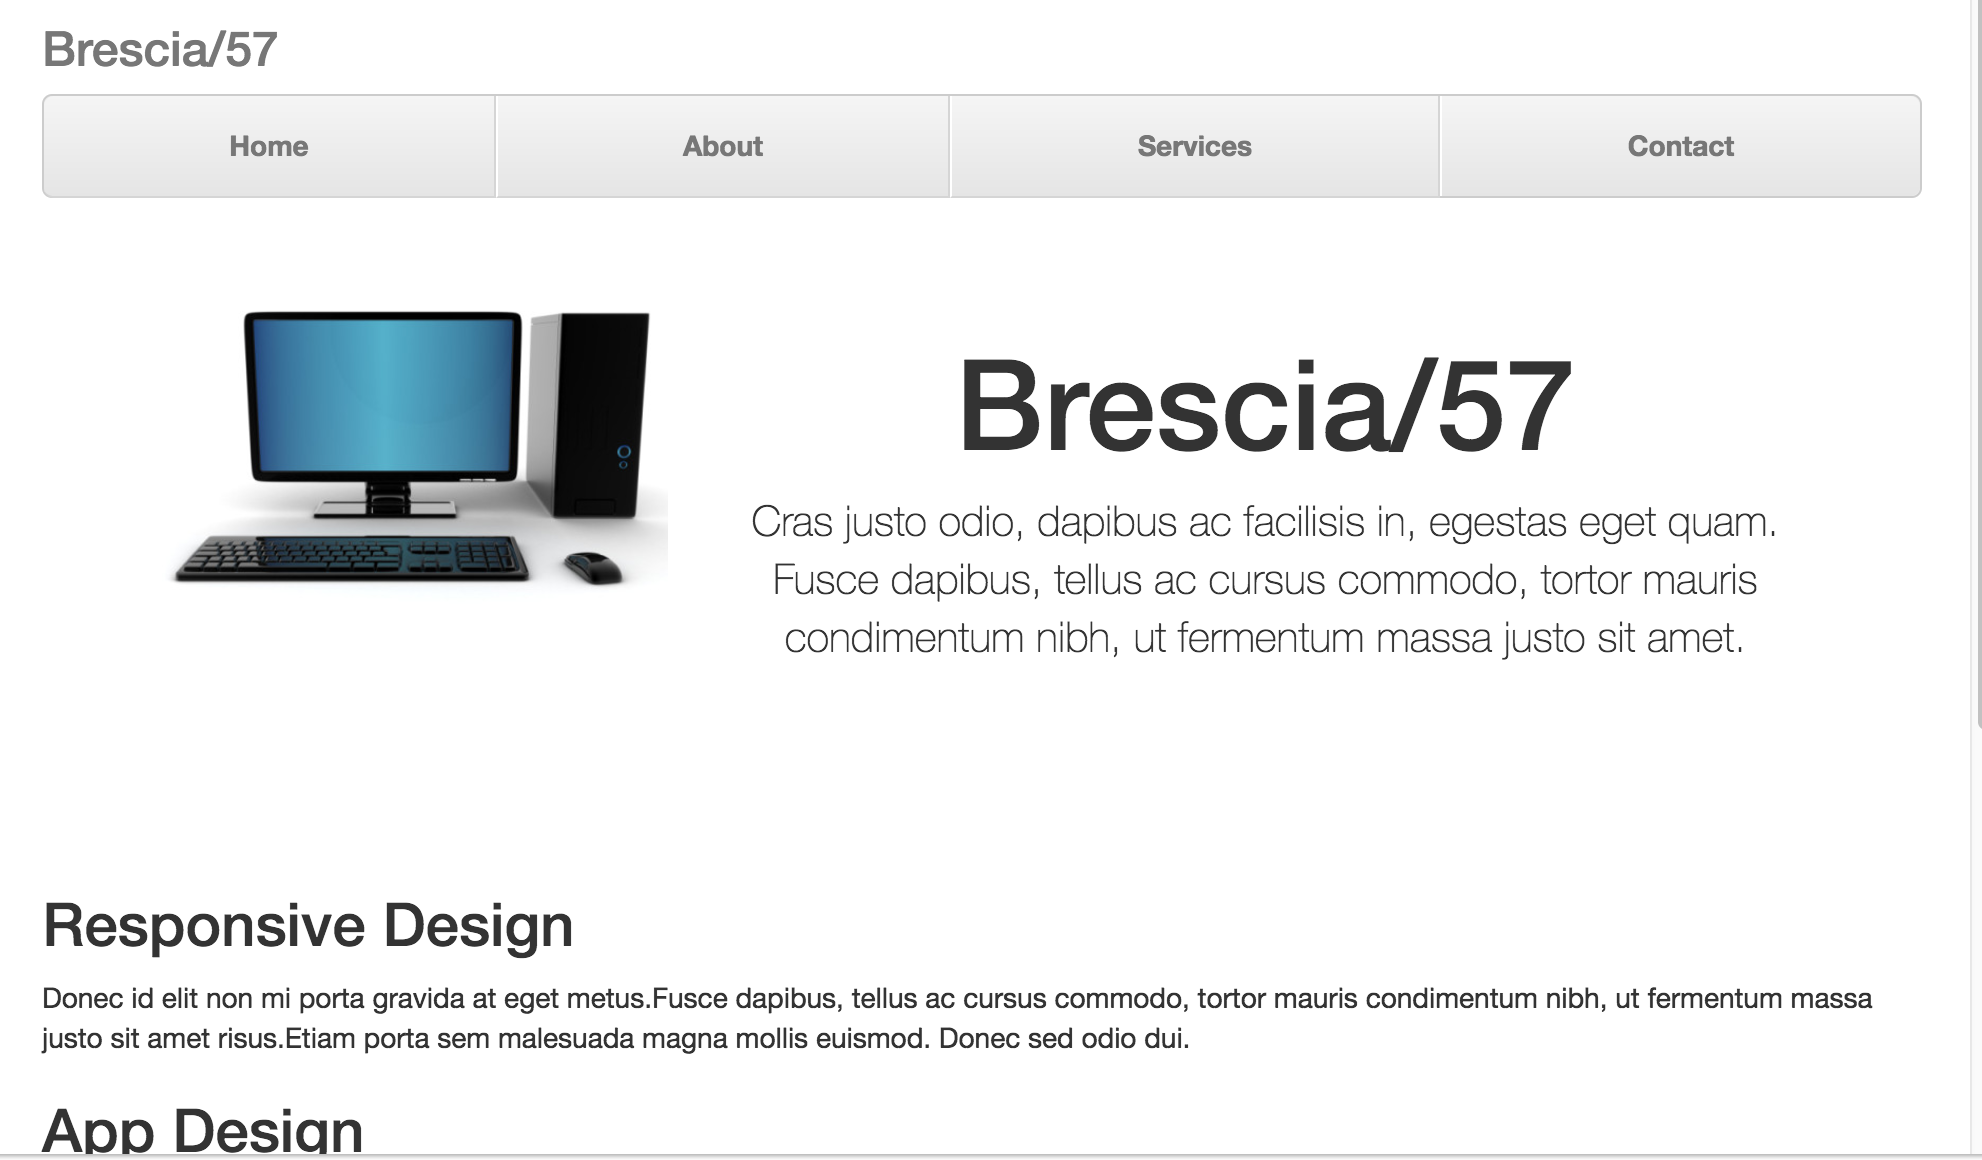 Brescia/57
Home About Services Contact
Brescia/57
Cras justo odio, dapibus ac facilisis in, egestas eget quam.
Fusce dapibus, tellus ac cursus commodo, tortor mauris
condimentum nibh, ut fermentum massa justo sit amet.
Responsive Design
Donec id elit non mi porta gravida at eget metus.Fusce dapibus, tellus ac cursus commodo, tortor mauris condimentum nibh, ut fermentum massa
justo sit amet risus.Etiam porta sem malesuada magna mollis euismod. Donec sed odio dui.
App Design